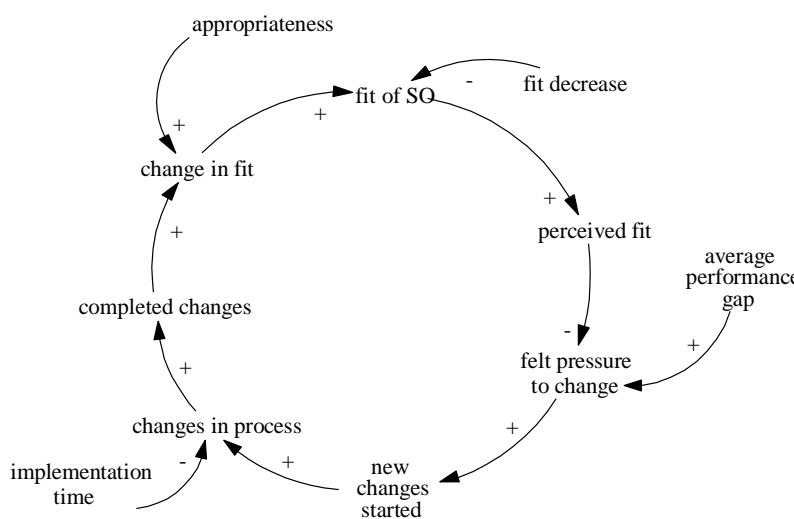 appropriateness
+
change in fit
+
fit of SO
-
fit decrease
+
perceived fit
average
performance
gap
-
+
felt pressure
to change
+
new
changes
started
+
changes in process
-
implementation
time
+
completed changes
+